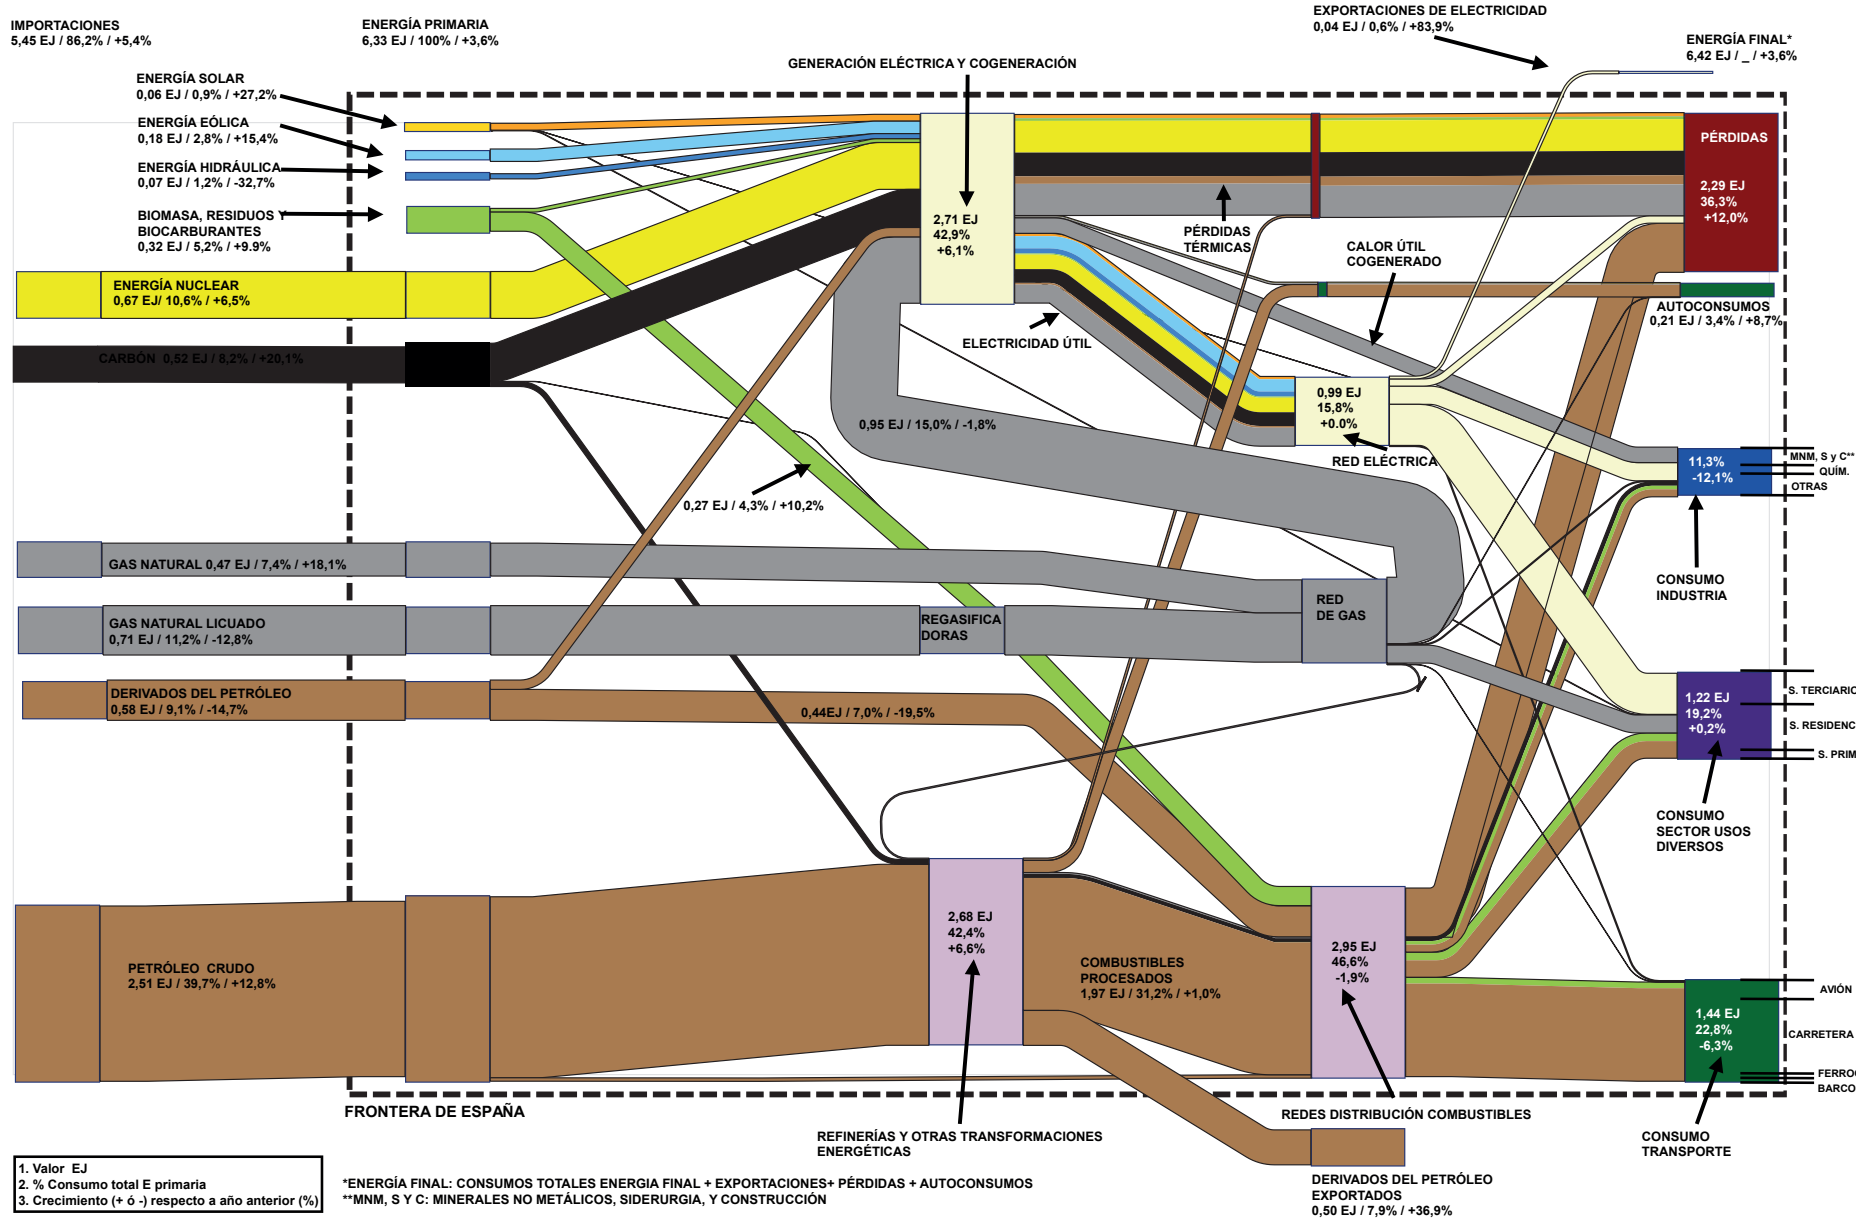 IMPORTACIONES
5,45 EJ / 86,2% / +5,4%
ENERGÍA PRIMARIA
6,33 EJ / 100% / +3,6%
EXPORTACIONES DE ELECTRICIDAD
0,04 EJ / 0,6% / +83,9%
ENERGÍA FINAL*
6,42 EJ / _ / +3,6%
GENERACIÓN ELÉCTRICA Y COGENERACIÓN
ENERGÍA SOLAR
0,06 EJ / 0,9% / +27,2%
ENERGÍA EÓLICA
0,18 EJ / 2,8% / +15,4%
ENERGÍA HIDRÁULICA
0,07 EJ / 1,2% / -32,7%
BIOMASA, RESIDUOS Y
BIOCARBURANTES
0,32 EJ / 5,2% / +9.9%
ENERGÍA NUCLEAR
0,67 EJ/ 10,6% / +6,5%
CARBÓN 0,52 EJ / 8,2% / +20,1%
2,71 EJ
42,9%
+6,1%
PÉRDIDAS
TÉRMICAS
CALOR ÚTIL
COGENERADO
PÉRDIDAS
2,29 EJ
36,3%
+12,0%
AUTOCONSUMOS
0,21 EJ / 3,4% / +8,7%
ELECTRICIDAD ÚTIL
0,99 EJ
15,8%
+0.0%
RED ELÉCTRICA
0,95 EJ / 15,0% / -1,8%
0,27 EJ / 4,3% / +10,2%
11,3%
-12,1%
MNM, S y C**
QUÍM.
OTRAS
CONSUMO
INDUSTRIA
GAS NATURAL 0,47 EJ / 7,4% / +18,1%
GAS NATURAL LICUADO
0,71 EJ / 11,2% / -12,8%
REGASIFICA
DORAS
RED
DE GAS
DERIVADOS DEL PETRÓLEO
0,58 EJ / 9,1% / -14,7%
0,44EJ / 7,0% / -19,5%
1,22 EJ
19,2%
+0,2%
S. TERCIARIO
S. RESIDENC
S. PRIM
CONSUMO
SECTOR USOS
DIVERSOS
PETRÓLEO CRUDO
2,51 EJ / 39,7% / +12,8%
2,68 EJ
42,4%
+6,6%
COMBUSTIBLES
PROCESADOS
1,97 EJ / 31,2% / +1,0%
2,95 EJ
46,6%
-1,9%
1,44 EJ
22,8%
-6,3%
AVIÓN
CARRETERA
FERROC
BARCO
FRONTERA DE ESPAÑA
REFINERÍAS Y OTRAS TRANSFORMACIONES
ENERGÉTICAS
REDES DISTRIBUCIÓN COMBUSTIBLES
CONSUMO
TRANSPORTE
DERIVADOS DEL PETRÓLEO
EXPORTADOS
0,50 EJ / 7,9% / +36,9%
1. Valor EJ
2. % Consumo total E primaria
3. Crecimiento (+ ó -) respecto a año anterior (%)
*ENERGÍA FINAL: CONSUMOS TOTALES ENERGIA FINAL + EXPORTACIONES+ PÉRDIDAS + AUTOCONSUMOS
**MNM, S Y C: MINERALES NO METÁLICOS, SIDERURGIA, Y CONSTRUCCIÓN